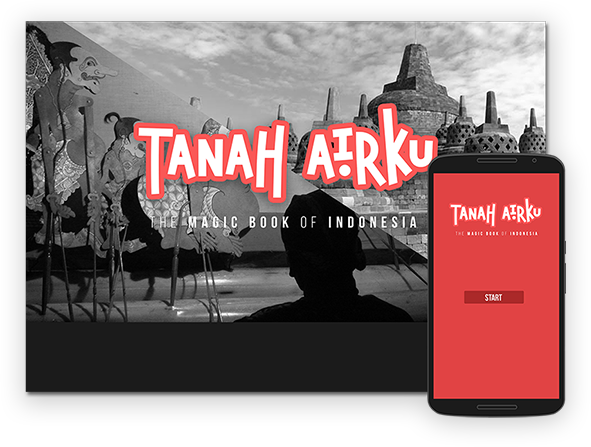 TANAH AIRKU
THE MAGIC BOOK OF INDONESIA
TANAH AIRKU
THE MAGIC BOOK OF INDONESIA
START